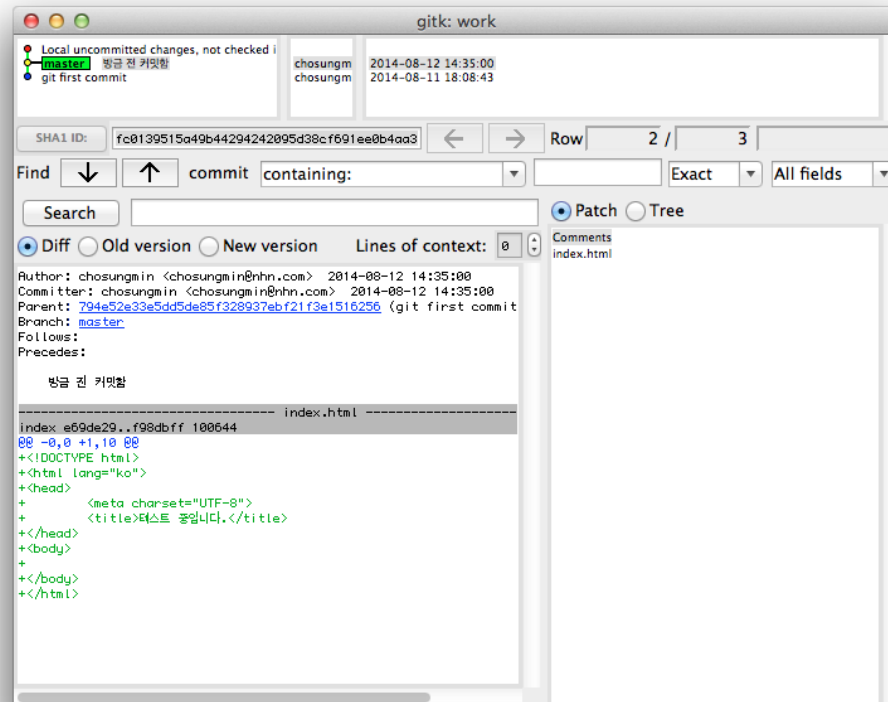 gitk: work
Local uncommitted changes, not checked i
master 방금 전 커밋함 chosungm 2014-08-12 14:35:00
git first commit chosungm 2014-08-11 18:08:43
SHA1 ID: fc0139515a49b44294242095d38cf691ee0b4aa3 Row 2 / 3
Find commit containing: Exact All fields
Search
Patch Tree
Diff Old version New version Lines of context: 0
Comments
index.html
Author: chosungmin <chosungmin@nhn.com> 2014-08-12 14:35:00
Committer: chosungmin <chosungmin@nhn.com> 2014-08-12 14:35:00
Parent: 794e52e33e5dd5de85f328937ebf21f3e1516256 (git first commit
Branch: master
Follows:
Precedes:
방금 전 커밋함
------------------------------- index.html --------------------
index e69de29..f98dbff 100644
@@ -0,0 +1,10 @@
+<!DOCTYPE html>
+<html lang="ko">
+<head>
+ <meta charset="UTF-8">
+ <title>테스트 중입니다.</title>
+</head>
+<body>
+
+</body>
+</html>